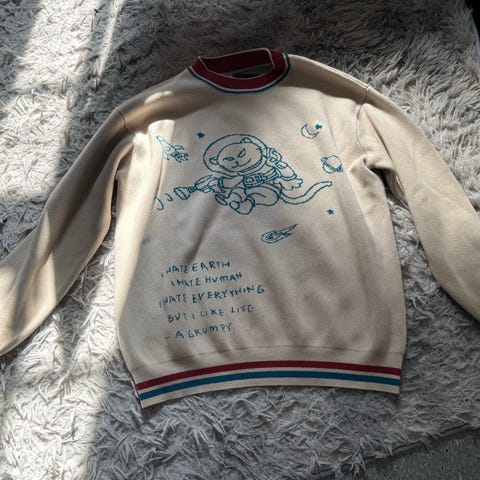 I HATE EARTH
I HATE HUMAN
I HATE EVERYTHING
BUT I LIKE LIFE
- A GRUMPY.